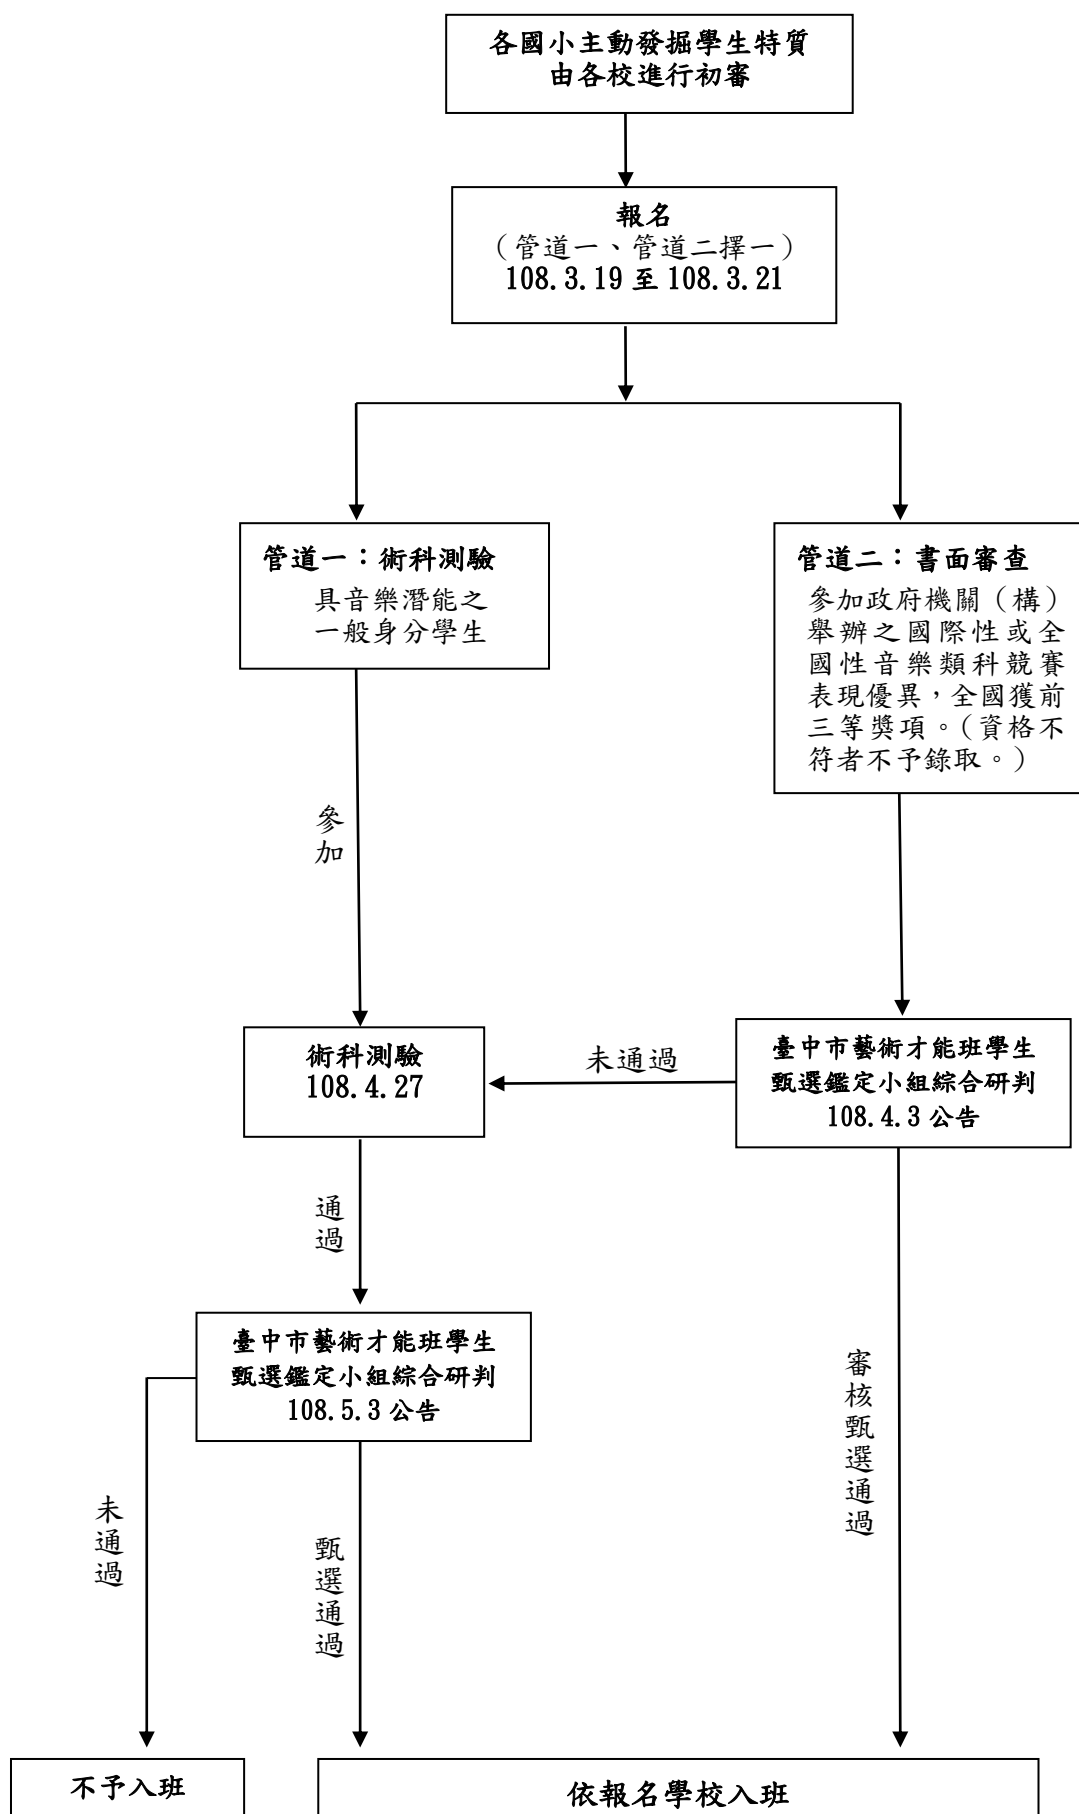 各國小主動發掘學生特質
由各校進行初審
報名
（管道一、管道二擇一）
108.3.19 至 108.3.21
管道一：術科測驗
具音樂潛能之
一般身分學生
管道二：書面審查
參加政府機關（構）
舉辦之國際性或全
國性音樂類科競賽
表現優異，全國獲前
三等獎項。（資格不
符者不予錄取。）
參加
術科測驗
108.4.27
未通過
臺中市藝術才能班學生
甄選鑑定小組綜合研判
108.4.3 公告
通過
臺中市藝術才能班學生
甄選鑑定小組綜合研判
108.5.3 公告
審核甄選通過
未通過
甄選通過
不予入班
依報名學校入班